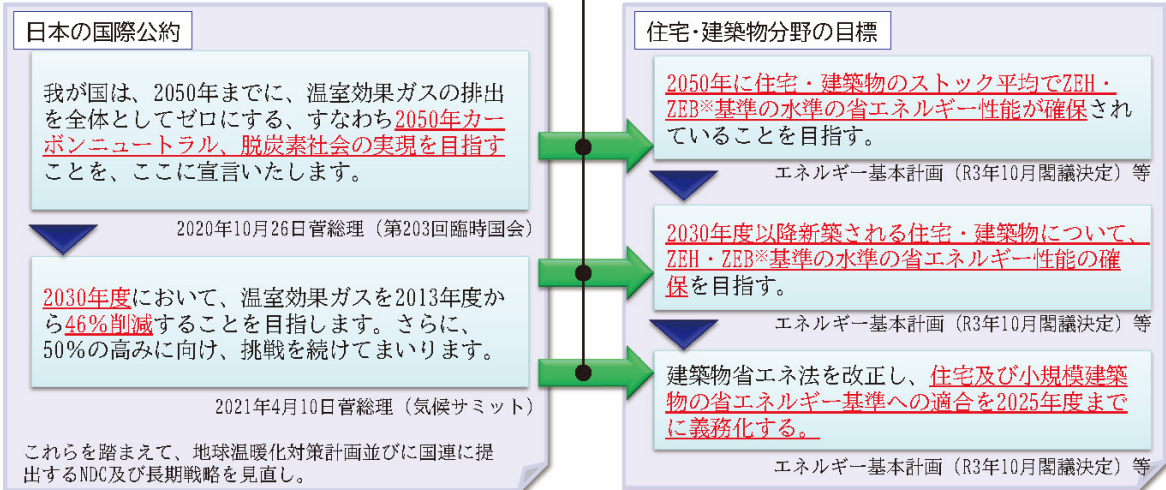 日本の国際公約
我が国は、2050年までに、温室効果ガスの排出
を全体としてゼロにする、すなわち2050年カー
ボンニュートラル、脱炭素社会の実現を目指す
ことを、ここに宣言いたします。
2020年10月26日菅総理（第203回臨時国会）
2030年度において、温室効果ガスを2013年度か
ら46％削減することを目指します。さらに、
50％の高みに向け、挑戦を続けてまいります。
2021年4月10日菅総理（気候サミット）
これらを踏まえて、地球温暖化対策計画並びに国連に提
出するNDC及び長期戦略を見直し。
住宅・建築物分野の目標
2050年に住宅・建築物のストック平均でZEH・
ZEB※基準の水準の省エネルギー性能が確保され
ていることを目指す。
エネルギー基本計画（R3年10月閣議決定）等
2030年度以降新築される住宅・建築物について、
ZEH・ZEB※基準の水準の省エネルギー性能の確
保を目指す。
エネルギー基本計画（R3年10月閣議決定）等
建築物省エネ法を改正し、住宅及び小規模建築
物の省エネルギー基準への適合を2025年度まで
に義務化する。
エネルギー基本計画（R3年10月閣議決定）等